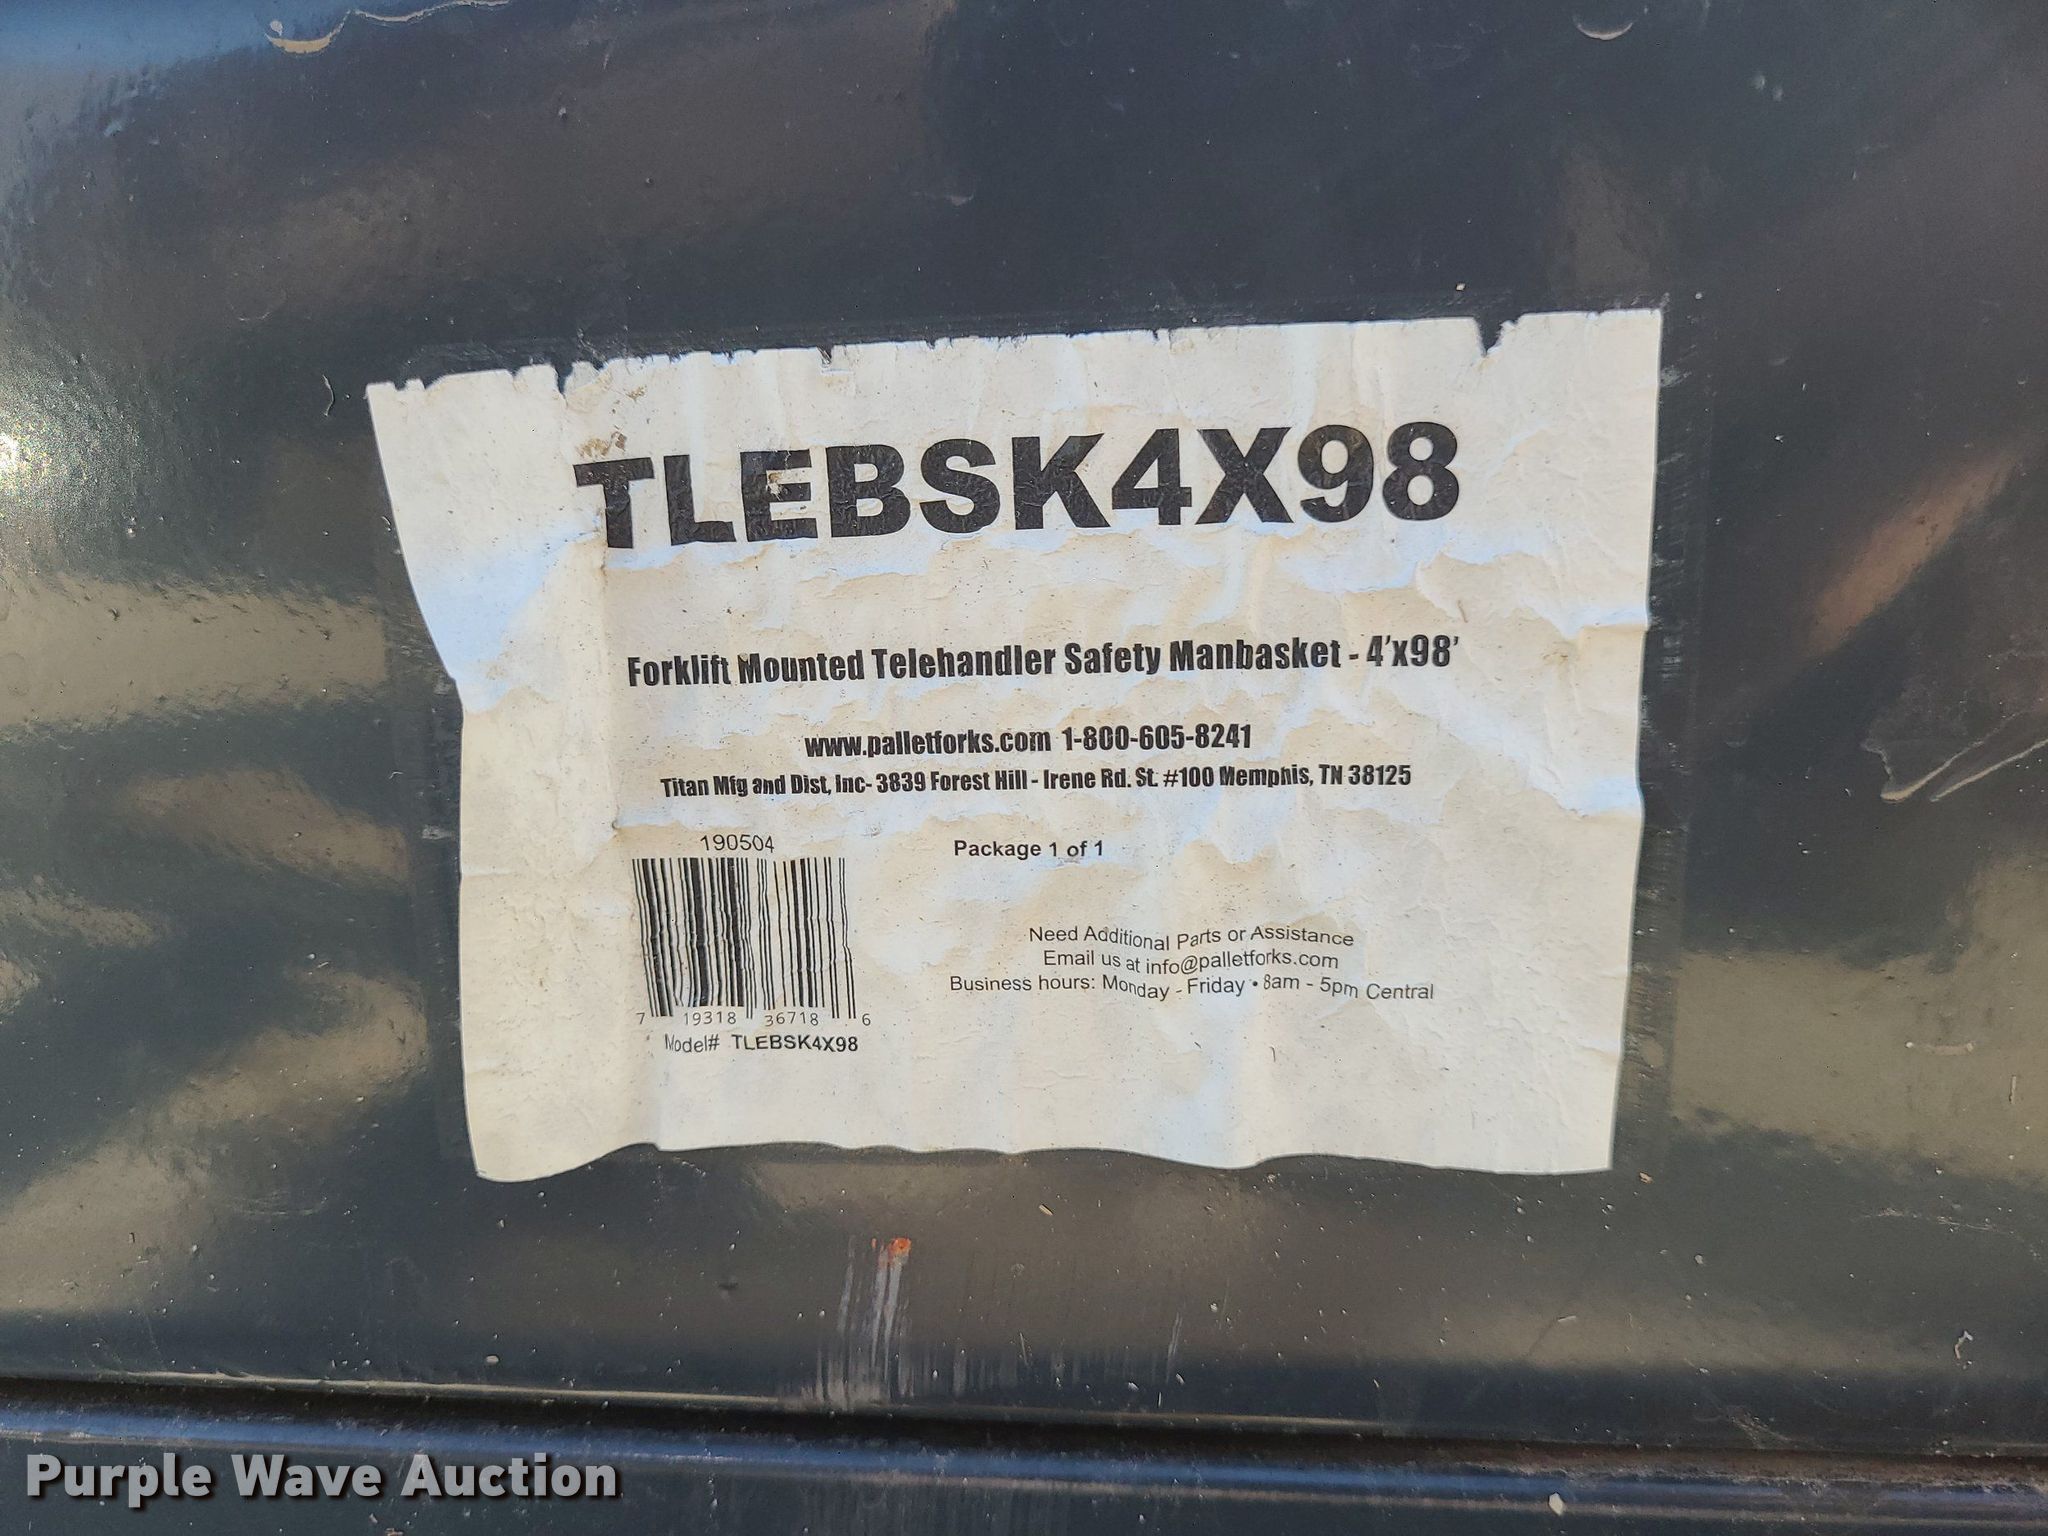 TLEBSK4X98
Forklift Mounted Telehandler Safety Manbasket - 4'x98'
www.palletforks.com 1-800-605-8241
Titan Mfg and Dist, Inc- 3839 Forest Hill - Irene Rd. St. #100 Memphis, TN 38125
190504
Package 1 of 1
Need Additional Parts or Assistance
Email us at info@palletforks.com
Business hours: Monday - Friday • 8am - 5pm Central
7 19318 36718 6
Model# TLEBSK4X98
Purple Wave Auction